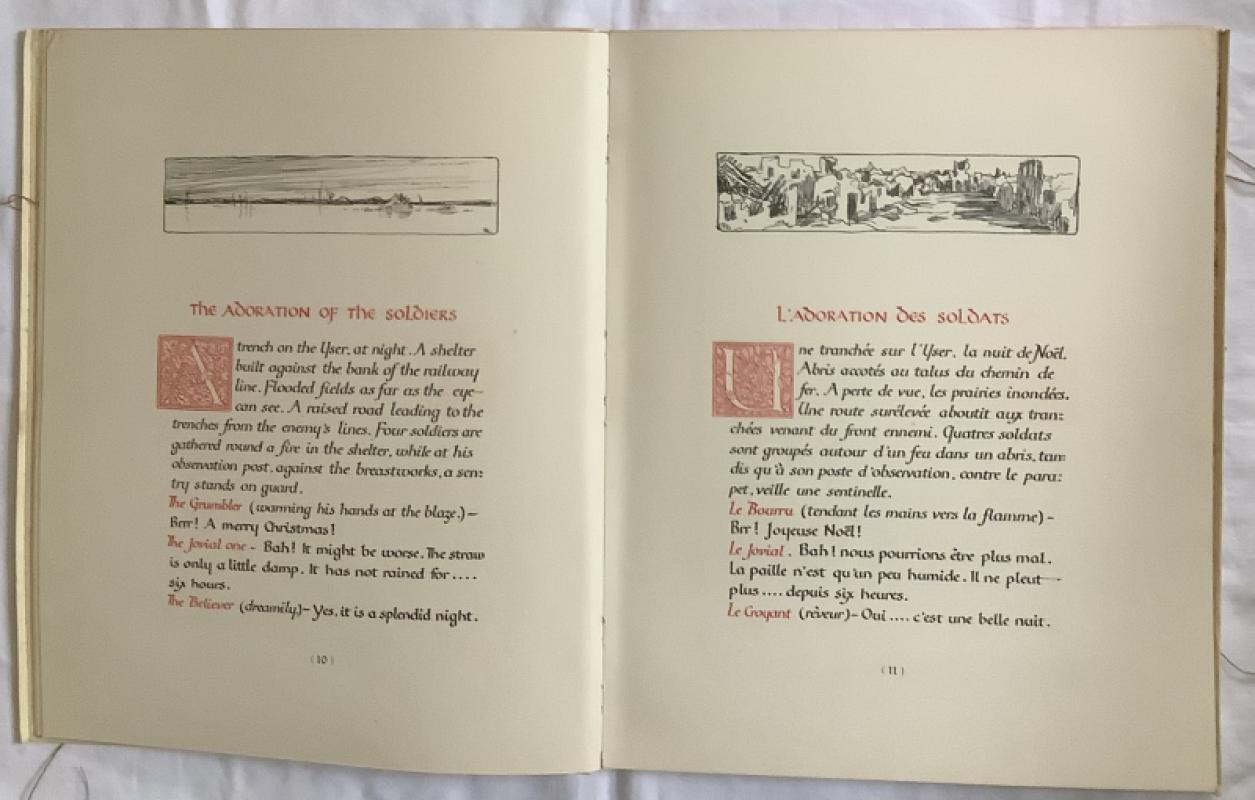 The Adoration of the Soldiers
A trench on the Yser, at night. A shelter
built against the bank of the railway
line. Flooded fields as far as the eye
can see. A raised road leading to the
trenches from the enemy's lines. Four soldiers are
gathered round a fire in the shelter, while at his
observation post, against the breastworks, a sen:
try stands on guard.
The Grumbler (warming his hands at the blaze.)–
Brrr! A merry Christmas!
The Jovial one - Bah! It might be worse. The straw
is only a little damp. It has not rained for ....
six hours.
The Believer (dreamily)– Yes, it is a splendid night.
(10)
L'Adoration des Soldats
Une tranchée sur l'Yser, la nuit de Noël.
Abris accotés au talus du chemin de
fer. A perte de vue, les prairies inondées.
Une route surélevée aboutit aux tran:
chées venant du front ennemi. Quatres soldats
sont groupés autour d'un feu dans un abris, tan:
dis qu'à son poste d'observation, contre le para:
pet, veille une sentinelle.
Le Bourru (tendant les mains vers la flamme)–
Brr! Joyeuse Noël!
Le Jovial. Bah! nous pourrions être plus mal.
La paille n'est qu'un peu humide. Il ne pleut
plus .... depuis six heures.
Le Croyant (rêveur)– Oui .... c'est une belle nuit.
(11)